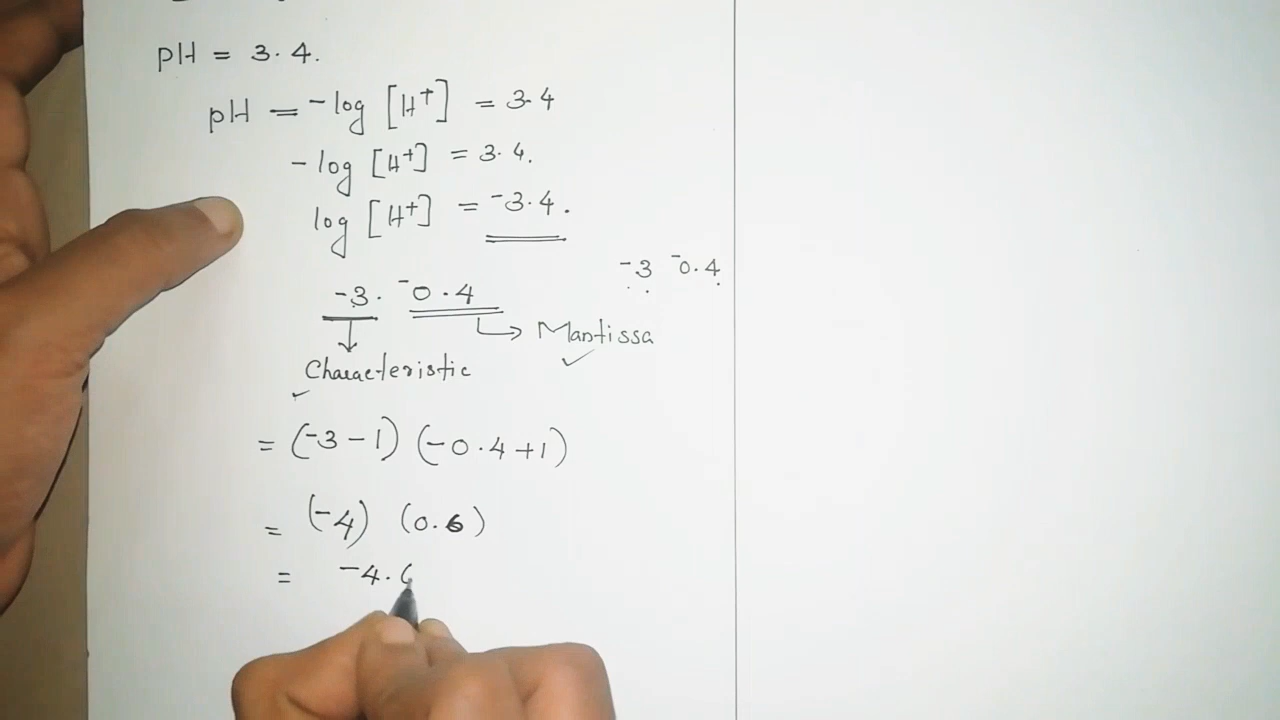 pH = 3.4.
pH = -log [H+] = 3.4
-log [H+] = 3.4.
log [H+] = -3.4.
-3 -0.4
-3. -0.4
Mantissa
Characteristic
= (-3-1) (-0.4+1)
= (-4) (0.6)
= -4.